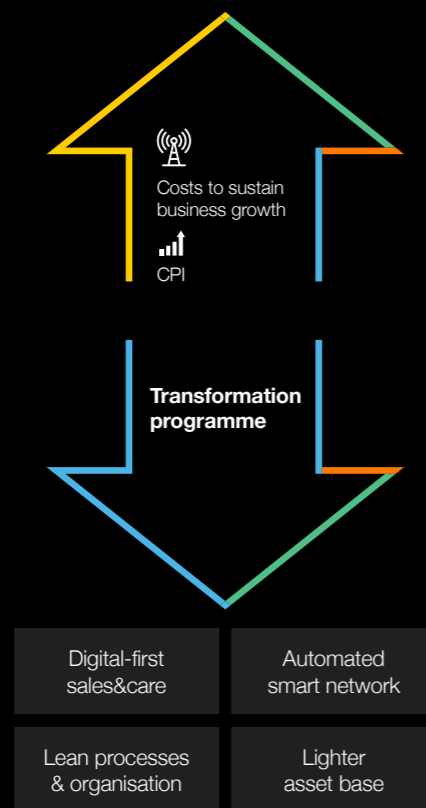 Costs to sustain
business growth
CPI
Transformation
programme
Digital-first
sales&care
Automated
smart network
Lean processes
& organisation
Lighter
asset base